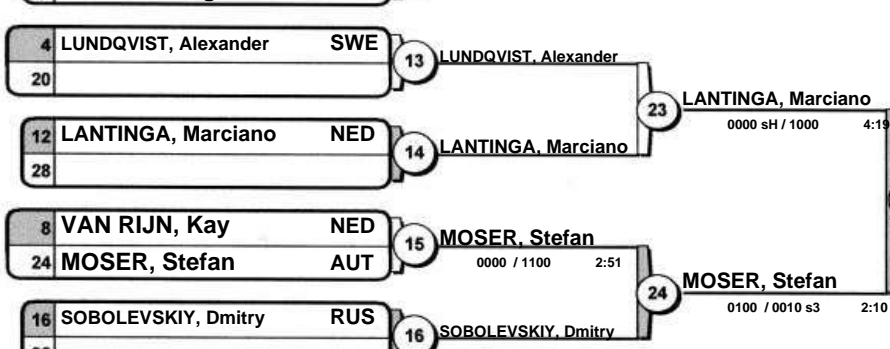 4 LUNDQVIST, Alexander SWE
20
13 LUNDQVIST, Alexander
23 LANTINGA, Marciano
0000 sH / 1000 4:19
12 LANTINGA, Marciano NED
28
14 LANTINGA, Marciano
8 VAN RIJN, Kay NED
24 MOSER, Stefan AUT
15 MOSER, Stefan
0000 / 1100 2:51
24 MOSER, Stefan
0100 / 0010 s3 2:10
16 SOBOLEVSKIY, Dmitry RUS
16 SOBOLEVSKIY, Dmitry